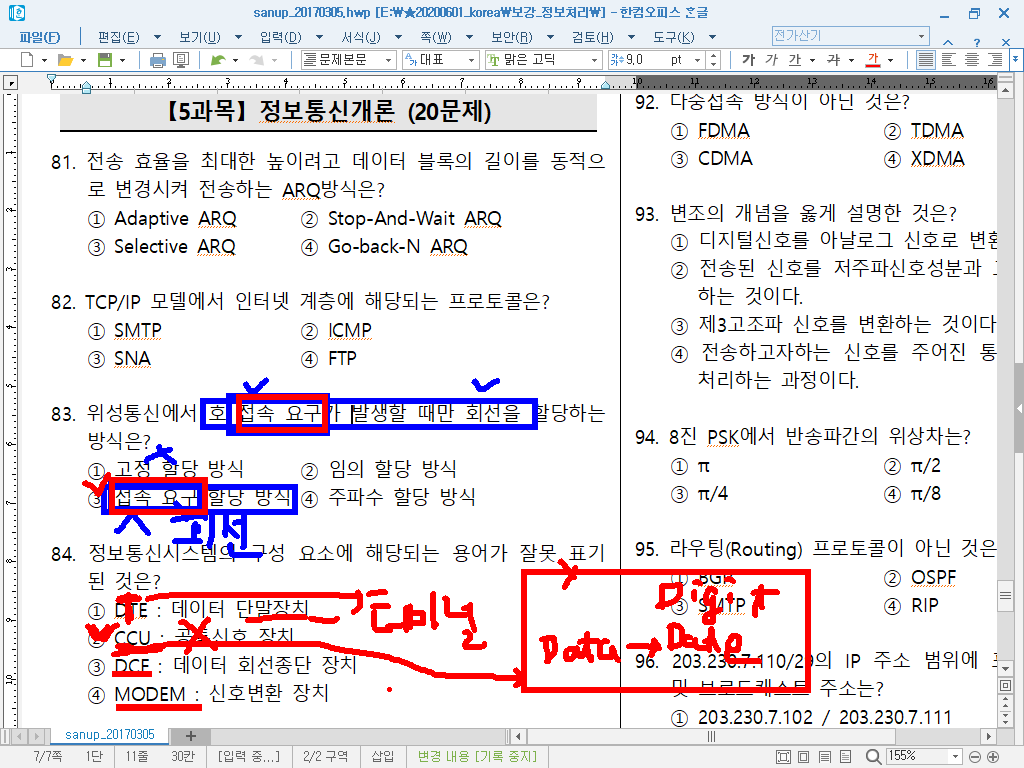 sanup_20170305.hwp [E:￦★20200601_korea￦보강_정보처리￦] - 한컴오피스 흔글
파일(F) 편집(E) 보기(U) 입력(D) 서식(J) 쪽(W) 보안(R) 검토(H) 도구(K) 전가산기
문제본문 대표 맑은 고딕 9,0 pt 가 가 가 가 가
1 1 2 3 4 5 6 7 8 9 10 11 12 13 14 15 16
【5과목】 정보통신개론 (20문제)
81. 전송 효율을 최대한 높이려고 데이터 블록의 길이를 동적으
로 변경시켜 전송하는 ARQ방식은?
① Adaptive ARQ ② Stop-And-Wait ARQ
③ Selective ARQ ④ Go-back-N ARQ
82. TCP/IP 모델에서 인터넷 계층에 해당되는 프로토콜은?
① SMTP ② ICMP
③ SNA ④ FTP
83. 위성통신에서 호 접속 요구가 발생할 때만 회선을 할당하는
방식은?
① 고정 할당 방식 ② 임의 할당 방식
③ 접속 요구 할당 방식 ④ 주파수 할당 방식
회선
84. 정보통신시스템의 구성 요소에 해당되는 용어가 잘못 표기
된 것은?
① DTE : 데이터 단말장치
터미널
② CCU : 공통신호 장치
③ DCE : 데이터 회선종단 장치
④ MODEM : 신호변환 장치
92. 다중접속 방식이 아닌 것은?
① FDMA ② TDMA
③ CDMA ④ XDMA
93. 변조의 개념을 옳게 설명한 것은?
① 디지털신호를 아날로그 신호로 변환
② 전송된 신호를 저주파신호성분과
하는 것이다.
③ 제3고조파 신호를 변환하는 것이다
④ 전송하고자하는 신호를 주어진 통
처리하는 과정이다.
94. 8진 PSK에서 반송파간의 위상차는?
① π ② π/2
③ π/4 ④ π/8
95. 라우팅(Routing) 프로토콜이 아닌 것은
① BGP ② OSPF
③ SMTP ④ RIP
Digit
Data → Data
96. 203.230.7.110/29의 IP 주소 범위에
및 브로드캐스트 주소는?
① 203.230.7.102 / 203.230.7.111
sanup_20170305
7/7쪽 1단 11줄 30칸 [입력 중...] 2/2 구역 삽입 변경 내용 [기록 중지] 155%